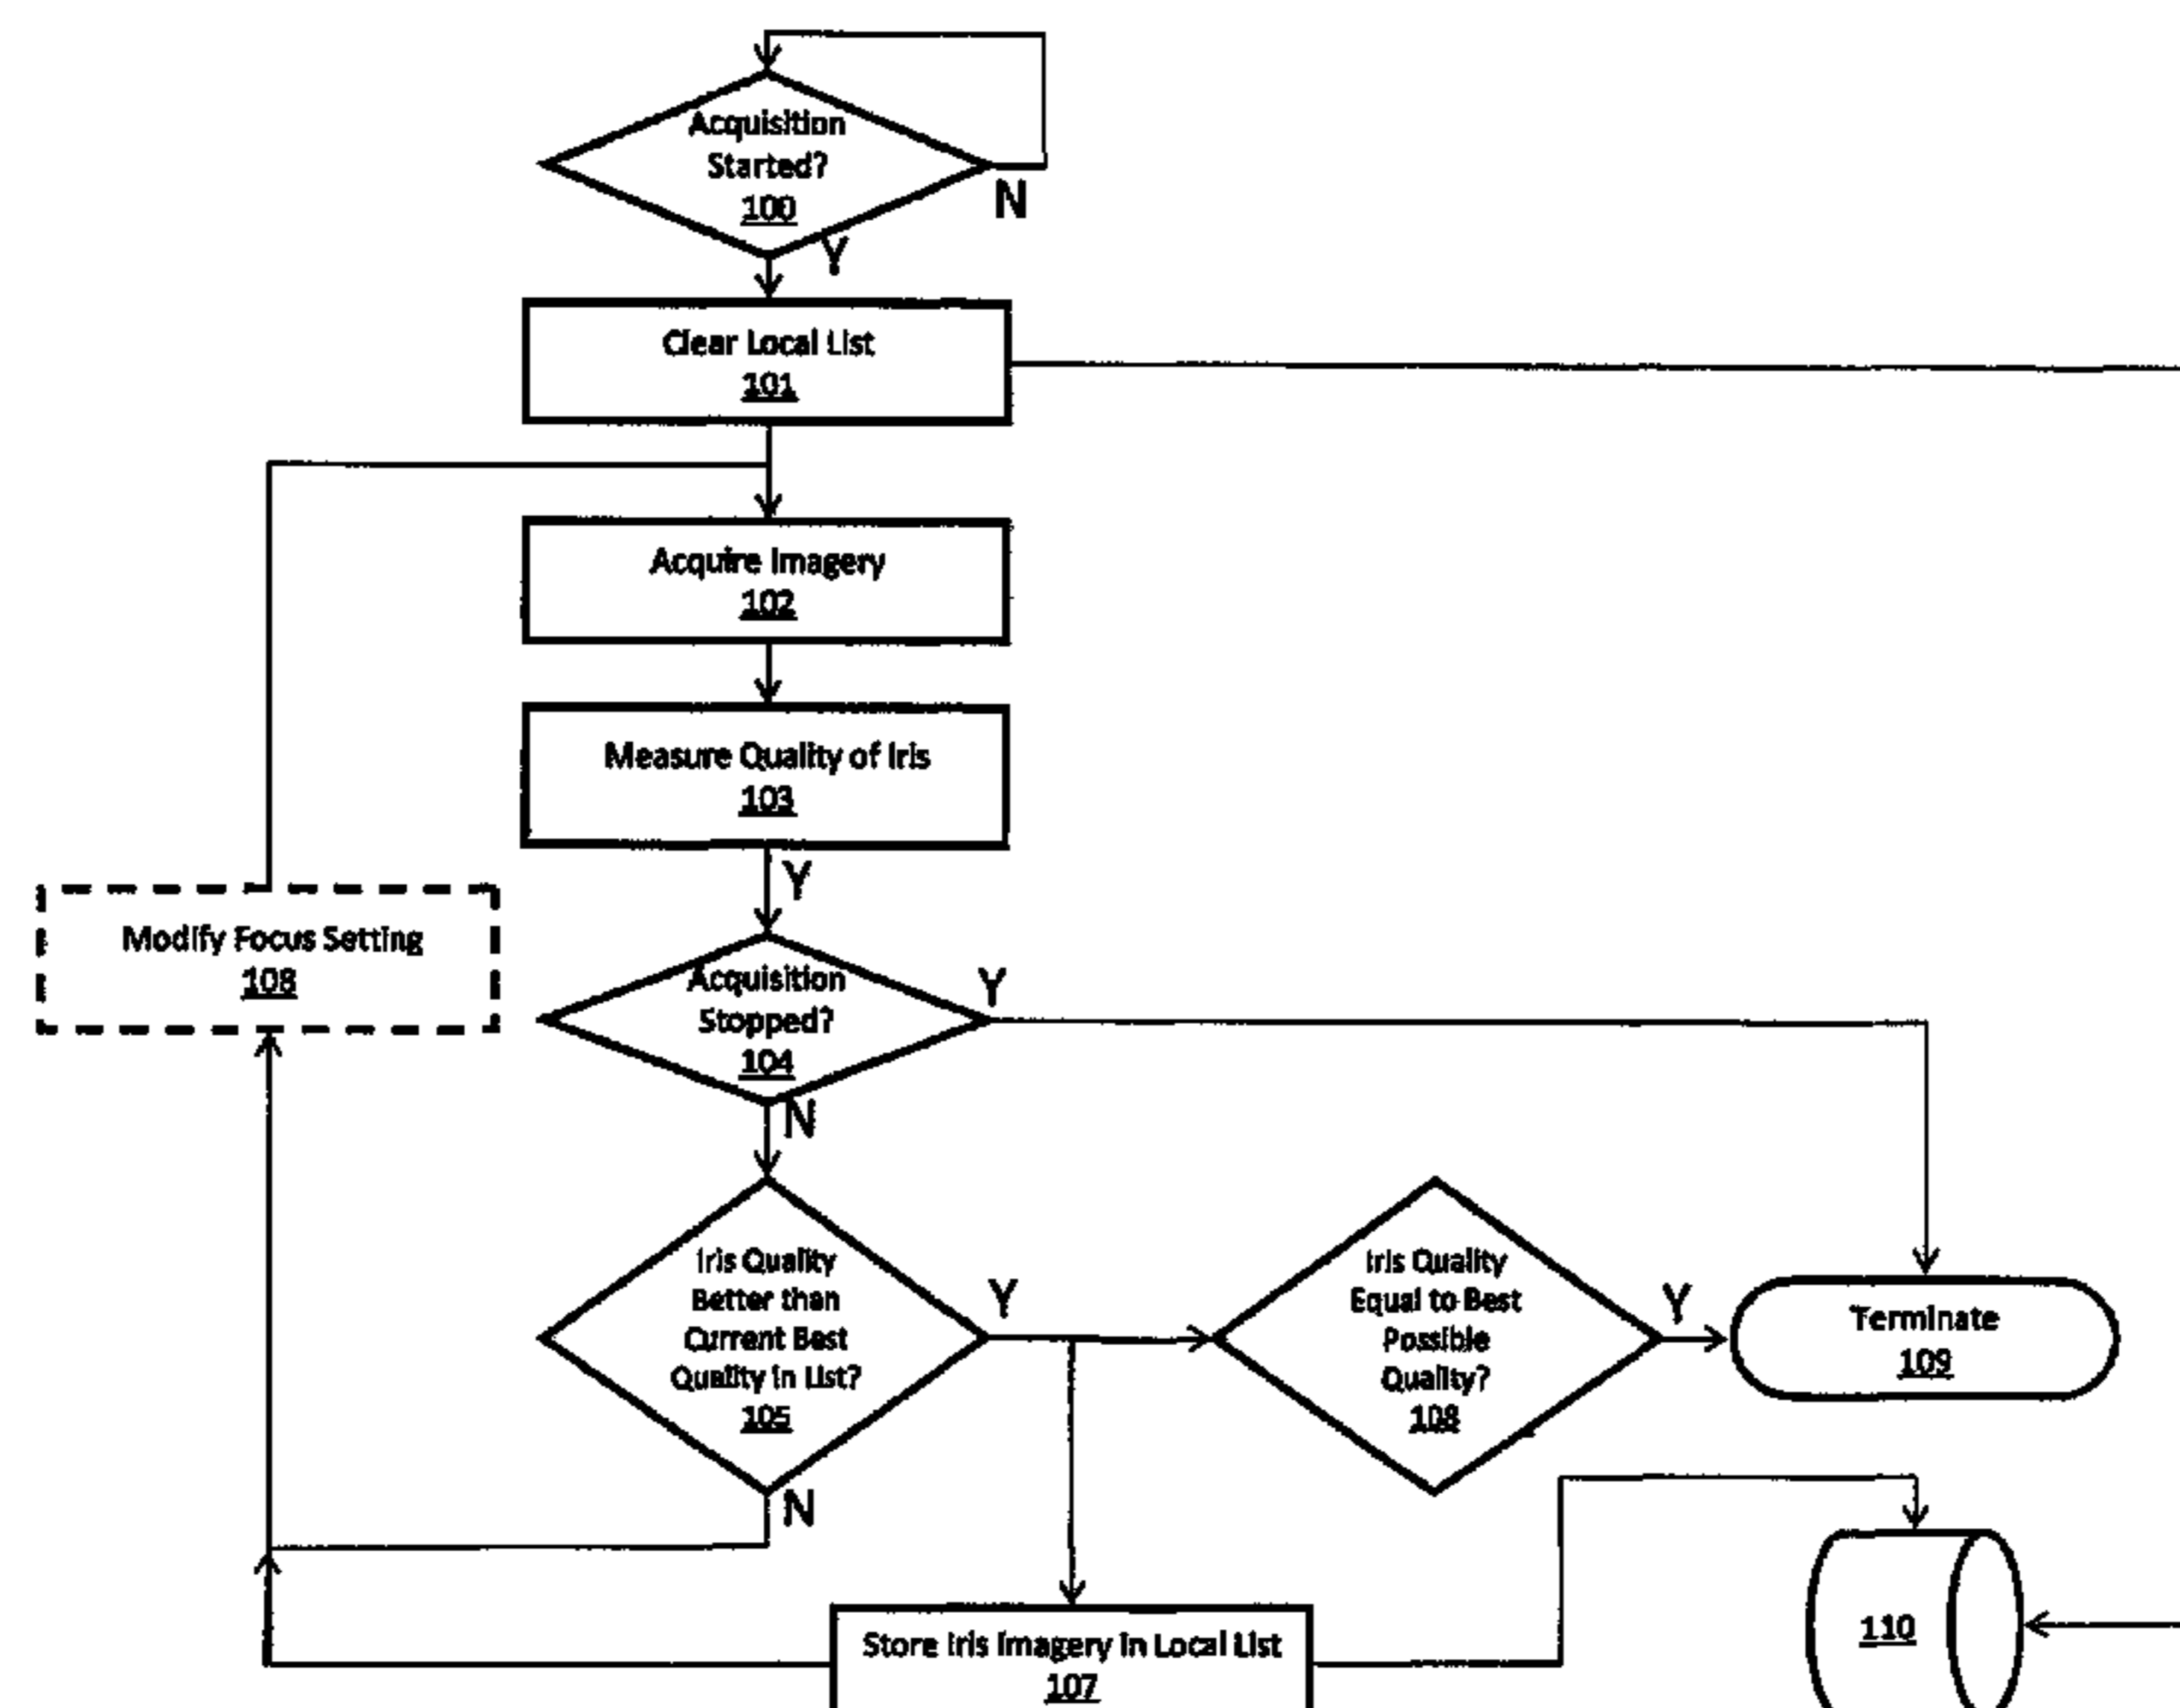 Acquisition
Started?
100
N
Y
Clear Local List
101
Acquire Imagery
102
Measure Quality of Iris
103
Y
Modify Focus Setting
108
Acquisition
Stopped?
104
Y
N
Iris Quality
Better than
Current Best
Quality in List?
105
Y
N
Iris Quality
Equal to Best
Possible
Quality?
108
Y
Terminate
109
Store Iris Imagery in Local List
107
110